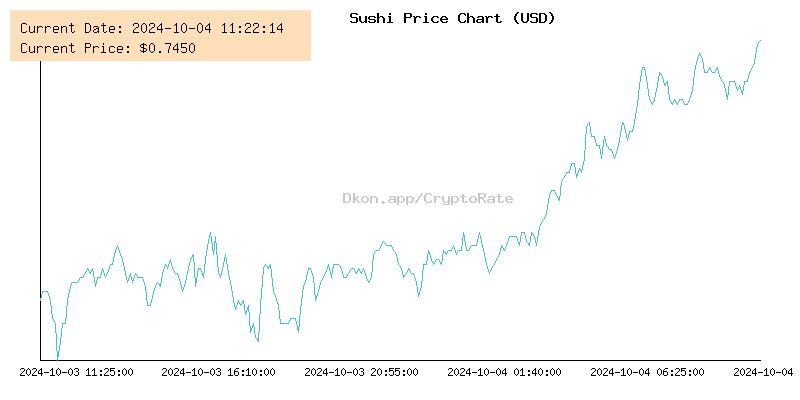 Sushi Price Chart (USD)
Current Date: 2024-10-04 11:22:14
Current Price: $0.7450
Dkon.app/CryptoRate
2024-10-03 11:25:00 2024-10-03 16:10:00 2024-10-03 20:55:00 2024-10-04 01:40:00 2024-10-04 06:25:00 2024-10-04